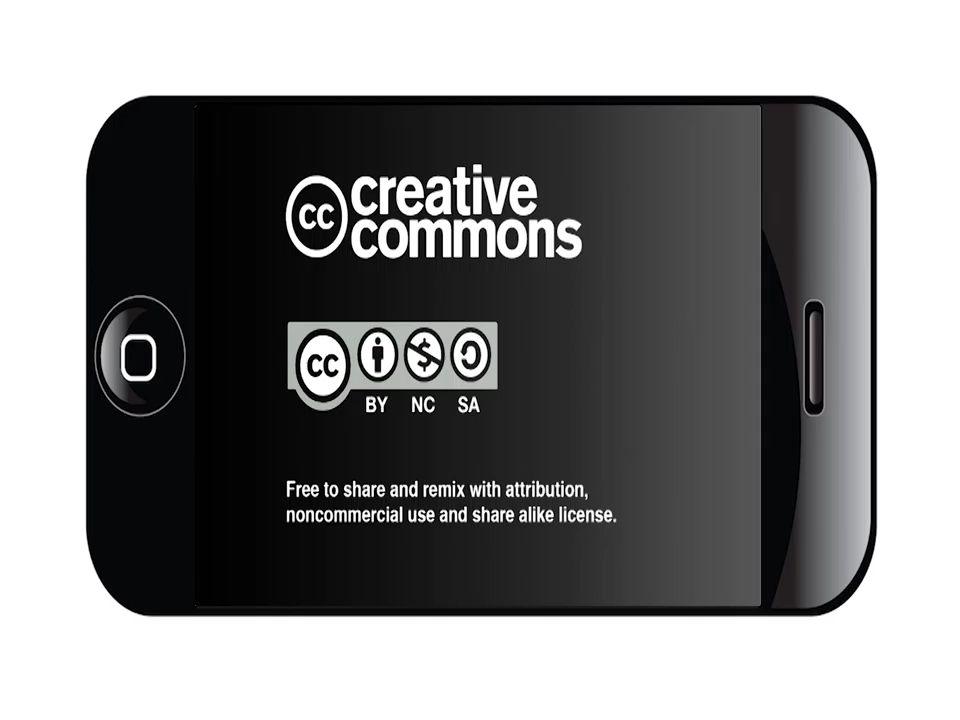 cc creative
commons
cc
BY NC SA
Free to share and remix with attribution,
noncommercial use and share alike license.